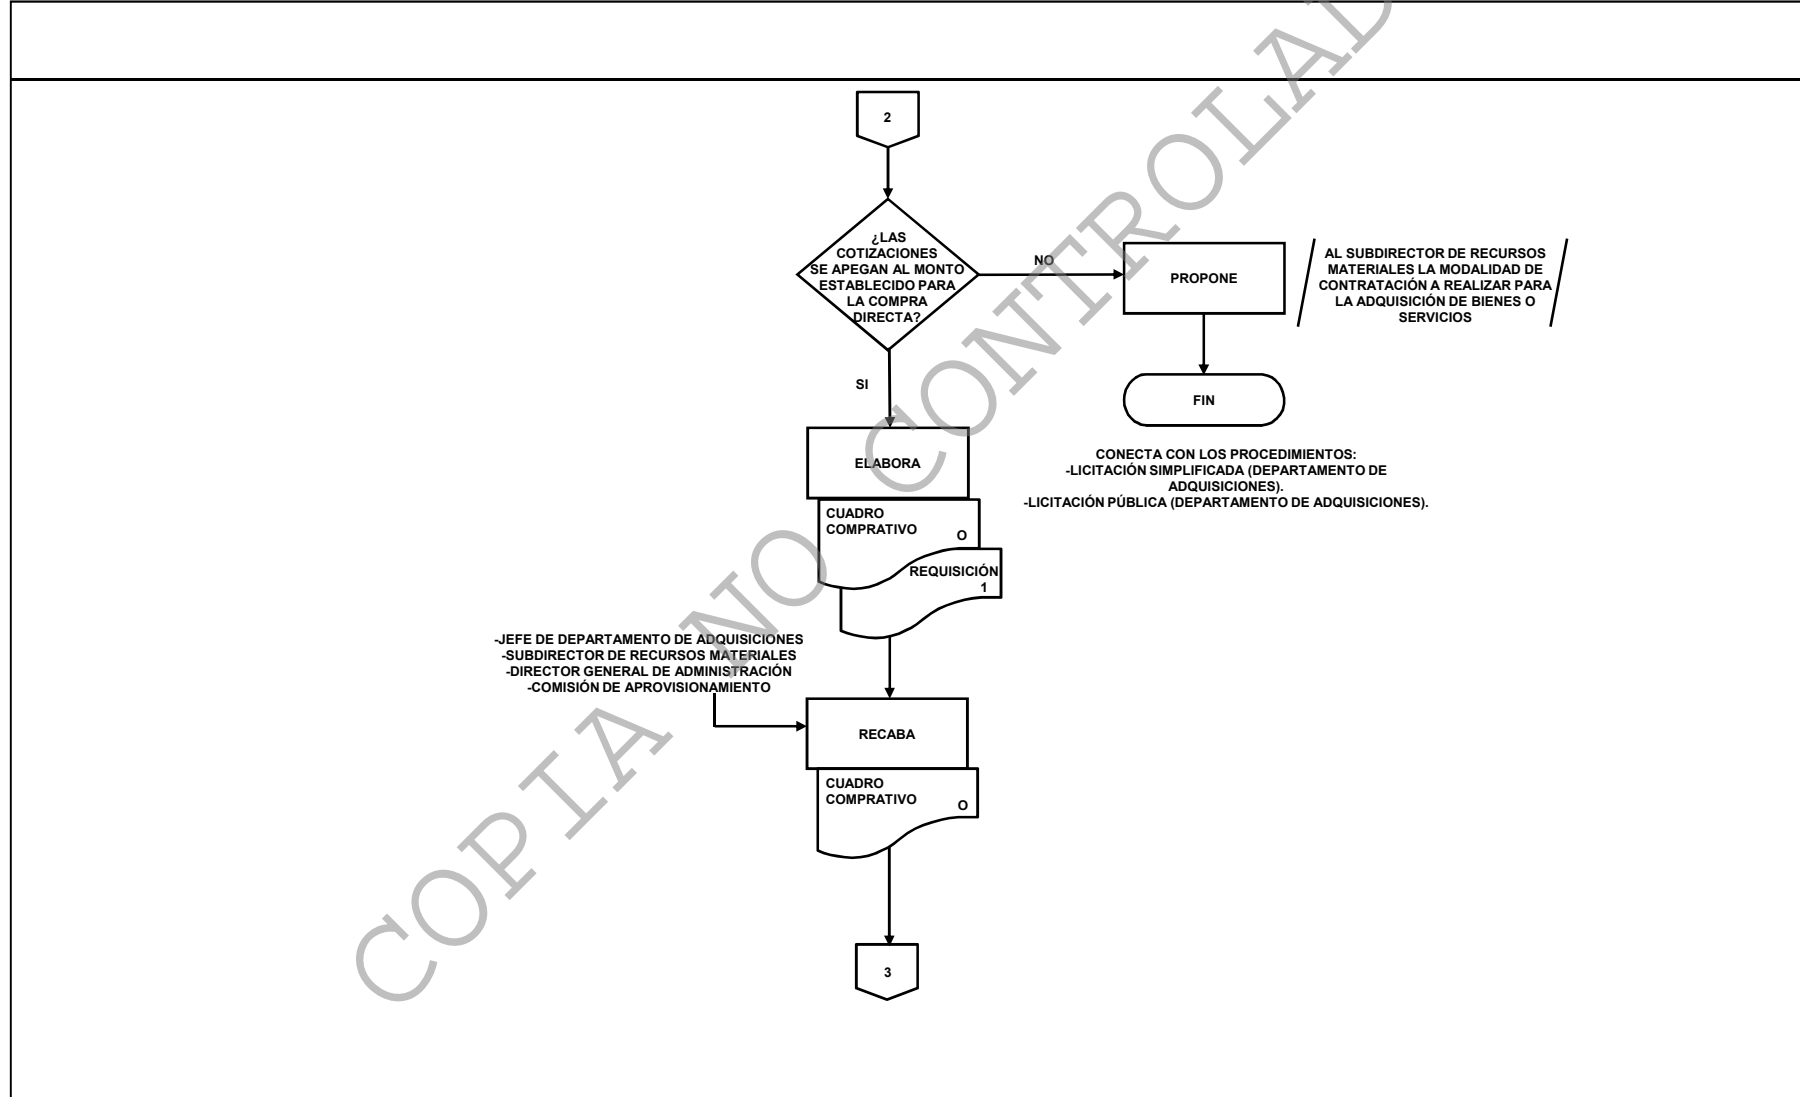 2
¿LAS
COTIZACIONES
SE APEGAN AL MONTO
ESTABLECIDO PARA
LA COMPRA
DIRECTA?
NO
PROPONE
AL SUBDIRECTOR DE RECURSOS
MATERIALES LA MODALIDAD DE
CONTRATACIÓN A REALIZAR PARA
LA ADQUISICIÓN DE BIENES O
SERVICIOS
FIN
CONECTA CON LOS PROCEDIMIENTOS:
-LICITACIÓN SIMPLIFICADA (DEPARTAMENTO DE
ADQUISICIONES).
-LICITACIÓN PÚBLICA (DEPARTAMENTO DE ADQUISICIONES).
SI
ELABORA
CUADRO
COMPRATIVO
O
REQUISICIÓN
1
-JEFE DE DEPARTAMENTO DE ADQUISICIONES
-SUBDIRECTOR DE RECURSOS MATERIALES
-DIRECTOR GENERAL DE ADMINISTRACIÓN
-COMISIÓN DE APROVISIONAMIENTO
RECABA
CUADRO
COMPRATIVO
O
3
COPIA NO CONTROLAD